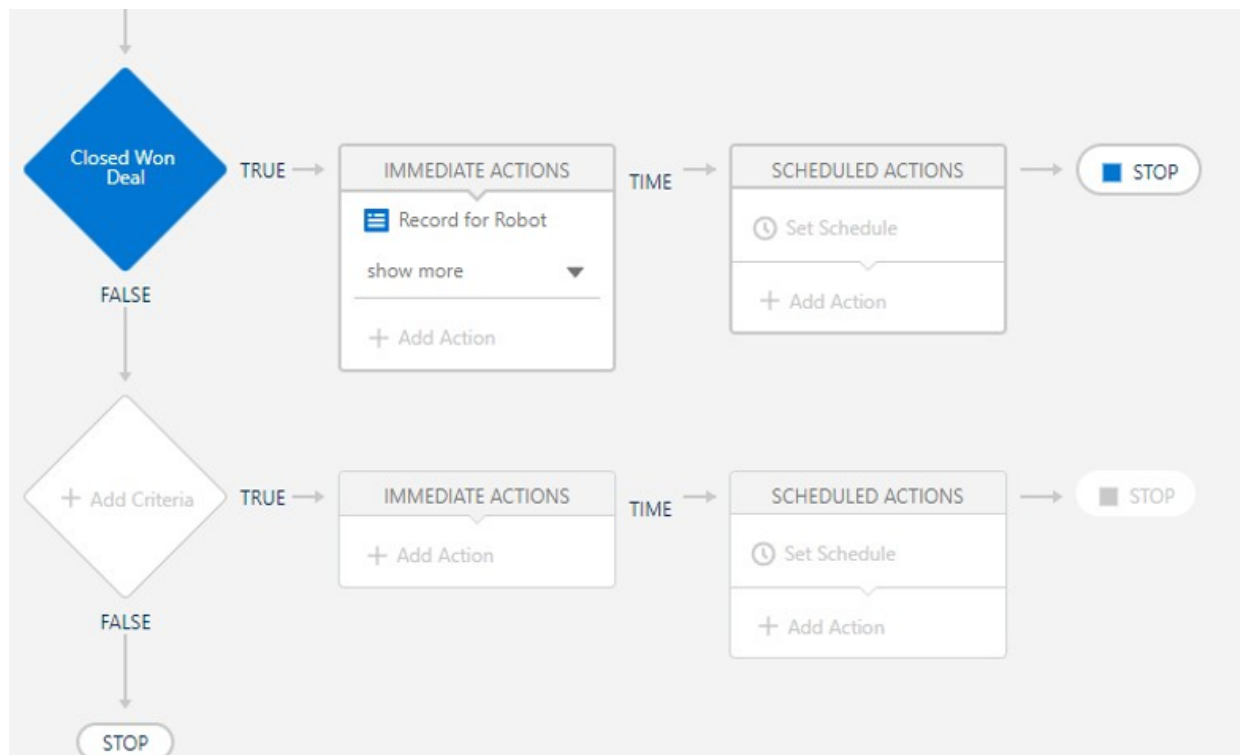 Closed Won
Deal
TRUE
IMMEDIATE ACTIONS
TIME
SCHEDULED ACTIONS
STOP
Record for Robot
Set Schedule
show more
FALSE
Add Action
Add Action
Add Criteria
TRUE
IMMEDIATE ACTIONS
TIME
SCHEDULED ACTIONS
STOP
Add Action
Set Schedule
FALSE
Add Action
STOP